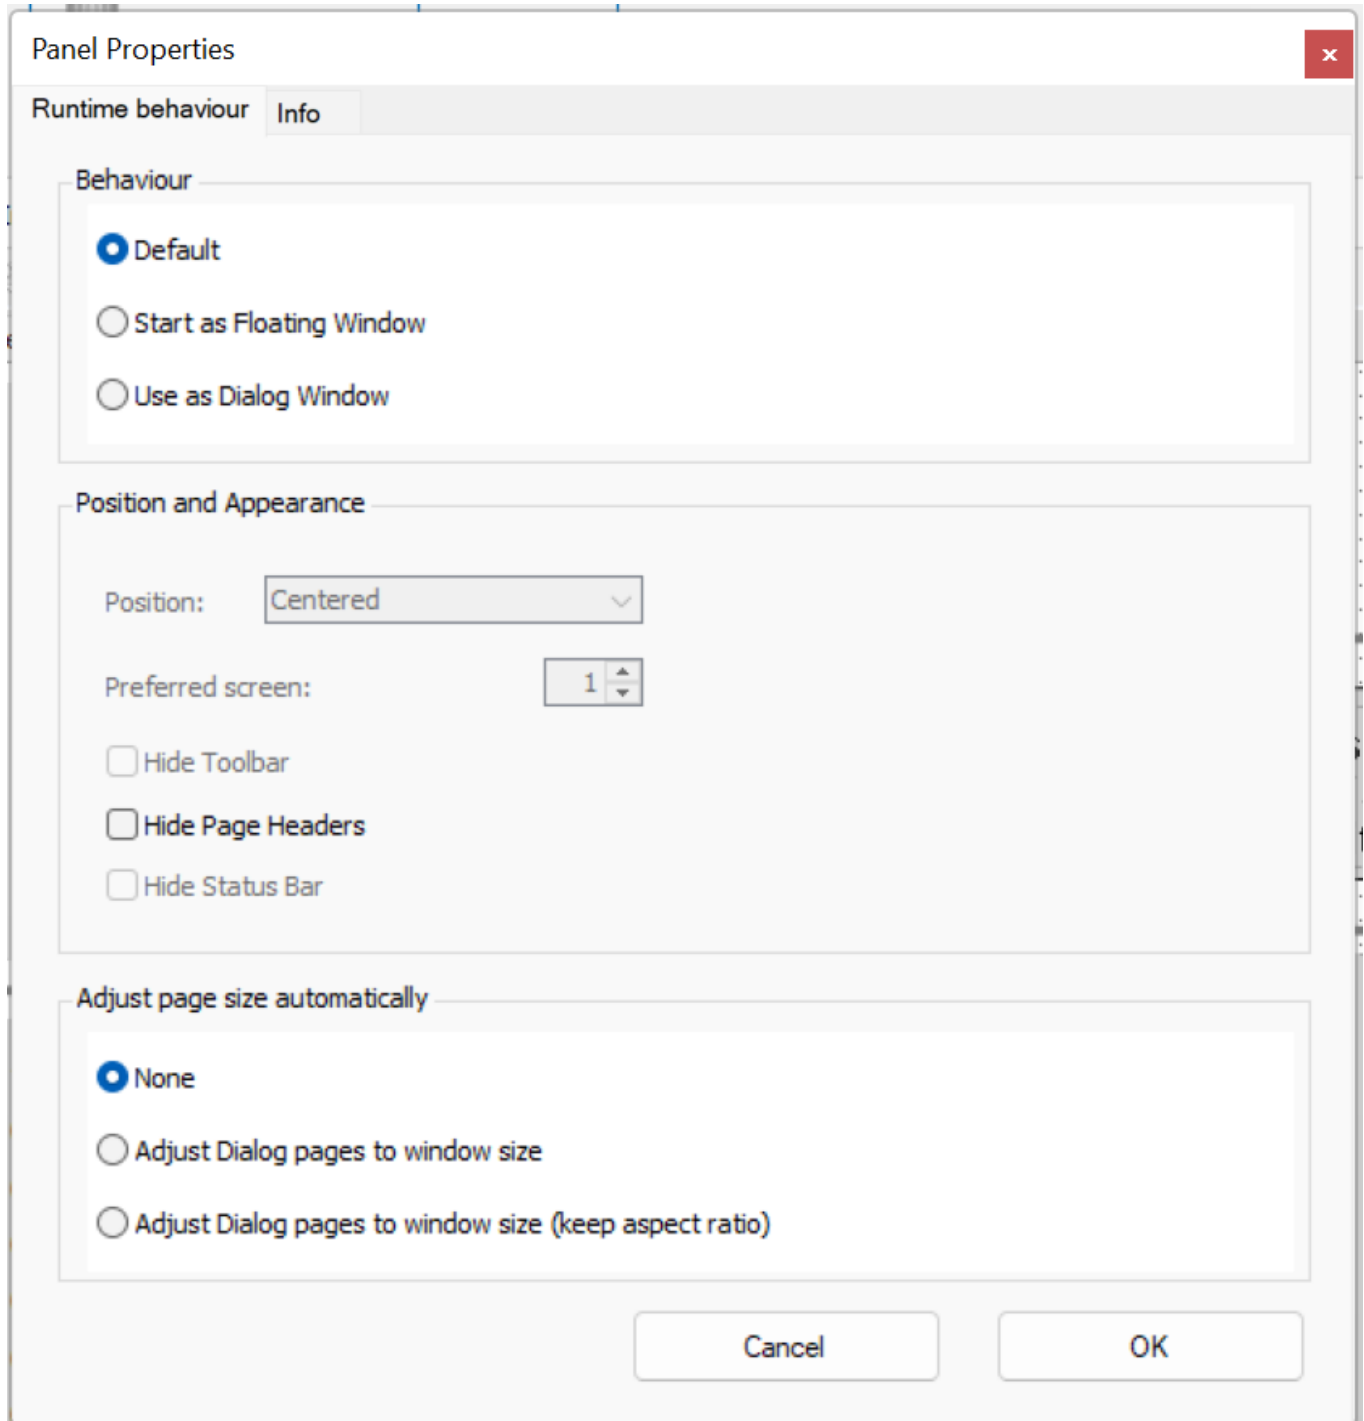 Panel Properties
x
Runtime behaviour
Info
Behaviour
Default
Start as Floating Window
Use as Dialog Window
Position and Appearance
Position:
Centered
Preferred screen:
1
Hide Toolbar
Hide Page Headers
Hide Status Bar
Adjust page size automatically
None
Adjust Dialog pages to window size
Adjust Dialog pages to window size (keep aspect ratio)
Cancel
OK